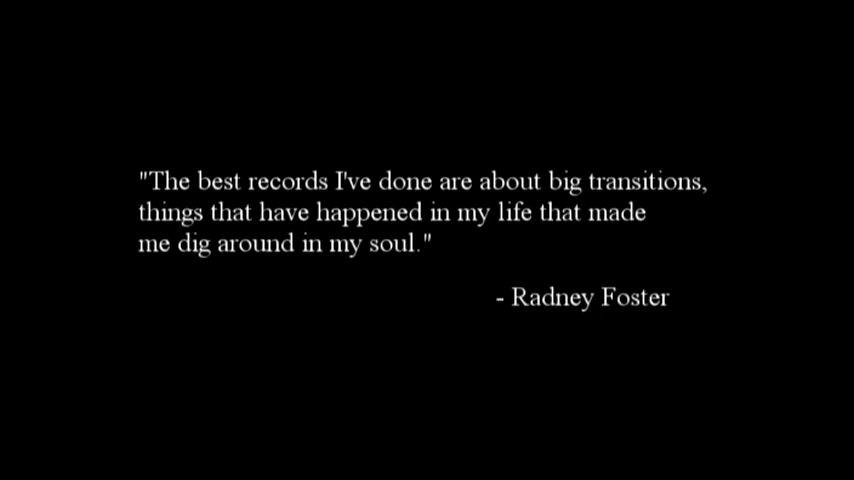 "The best records I've done are about big transitions,
things that have happened in my life that made
me dig around in my soul."
- Radney Foster